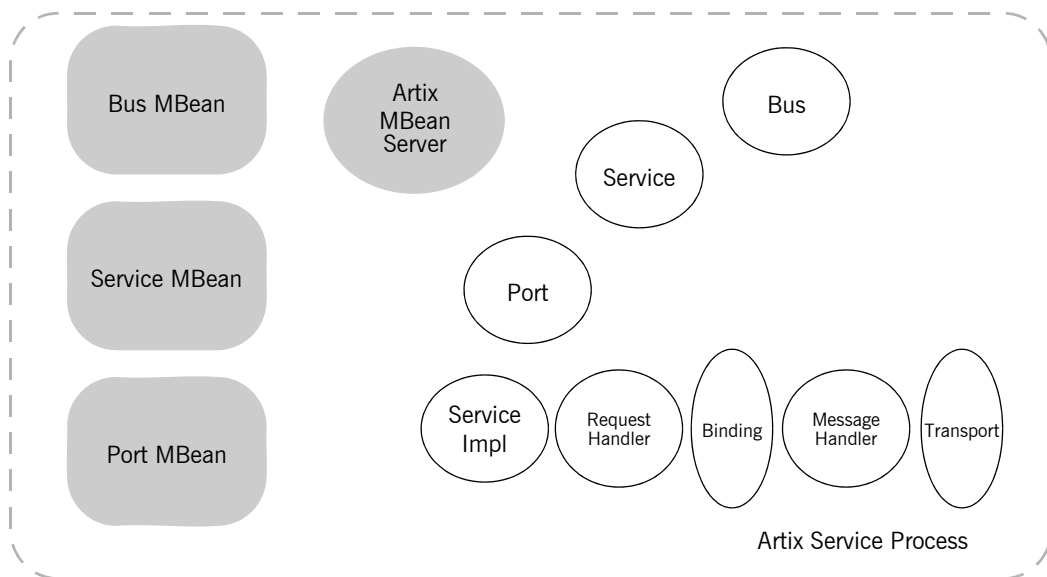 Bus MBean
Artix
MBean
Server
Bus
Service
Service MBean
Port
Port MBean
Service
Impl
Request
Handler
Binding
Message
Handler
Transport
Artix Service Process